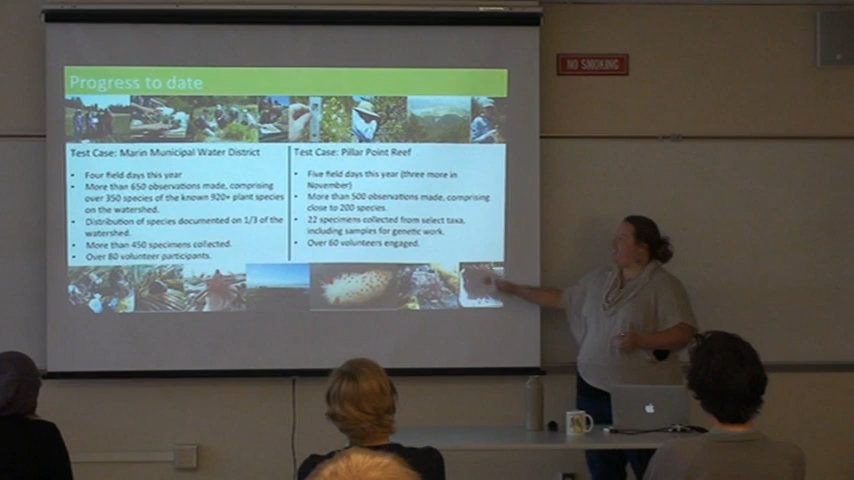 Progress to date
NO SMOKING
Test Case: Marin Municipal Water District
• Four field days this year
• More than 650 observations made, comprising
over 350 species of the known 920+ plant species
on the watershed.
• Distribution of species documented on 1/3 of the
watershed.
• More than 450 specimens collected.
• Over 80 volunteer participants.
Test Case: Pillar Point Reef
• Five field days this year (three more in
November)
• More than 500 observations made, comprising
close to 200 species.
• 22 specimens collected from select taxa,
including samples for genetic work.
• Over 60 volunteers engaged.